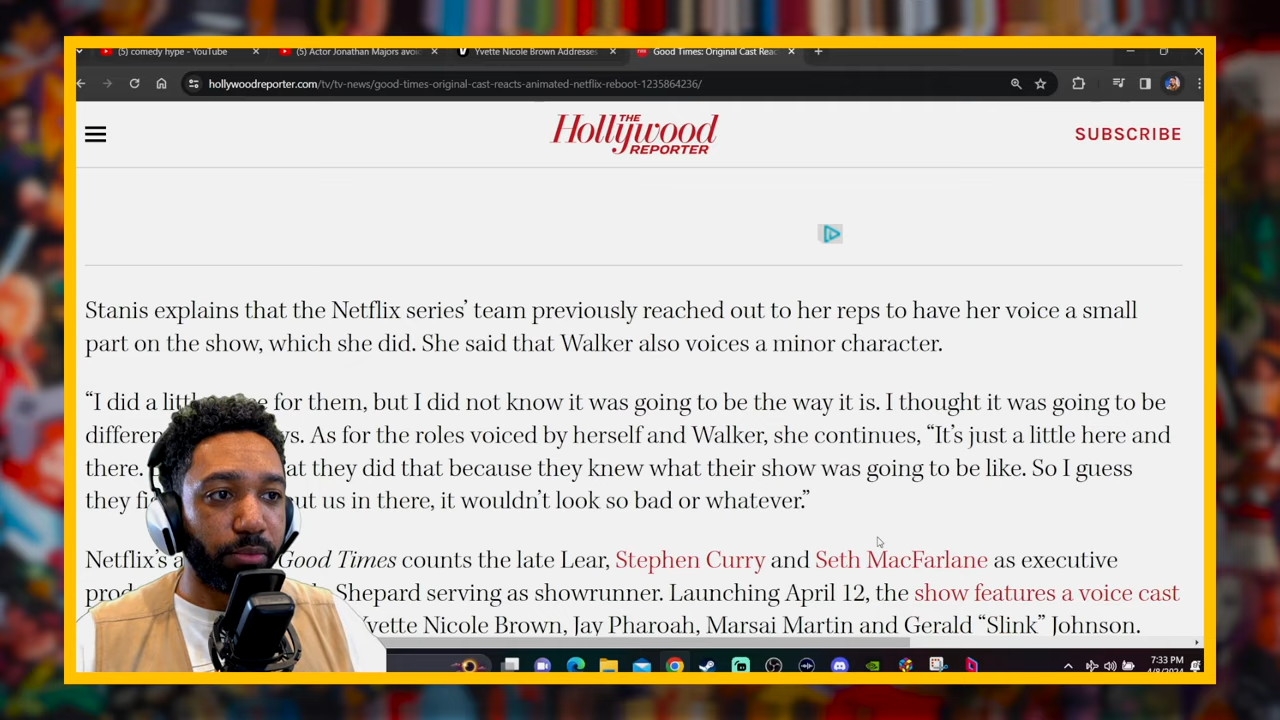 (5) comedy hype - YouTube
(5) Actor Jonathan Majors avoi
Yvette Nicole Brown Addresses
Good Times: Original Cast Reac
hollywoodreporter.com/tv/tv-news/good-times-original-cast-reacts-animated-netflix-reboot-1235864236/
THE
Hollywood
REPORTER
SUBSCRIBE
Stanis explains that the Netflix series’ team previously reached out to her reps to have her voice a small
part on the show, which she did. She said that Walker also voices a minor character.
“I did a for them, but I did not know it was going to be the way it is. I thought it was going to be
As for the roles voiced by herself and Walker, she continues, “It’s just a little here and
there. they did that because they knew what their show was going to be like. So I guess
they us in there, it wouldn’t look so bad or whatever.”
Netflix’s Good Times counts the late Lear, Stephen Curry and Seth MacFarlane as executive
Shepard serving as showrunner. Launching April 12, the show features a voice cast
Yvette Nicole Brown, Jay Pharoah, Marsai Martin and Gerald “Slink” Johnson.
7:33 PM
4/8/2024